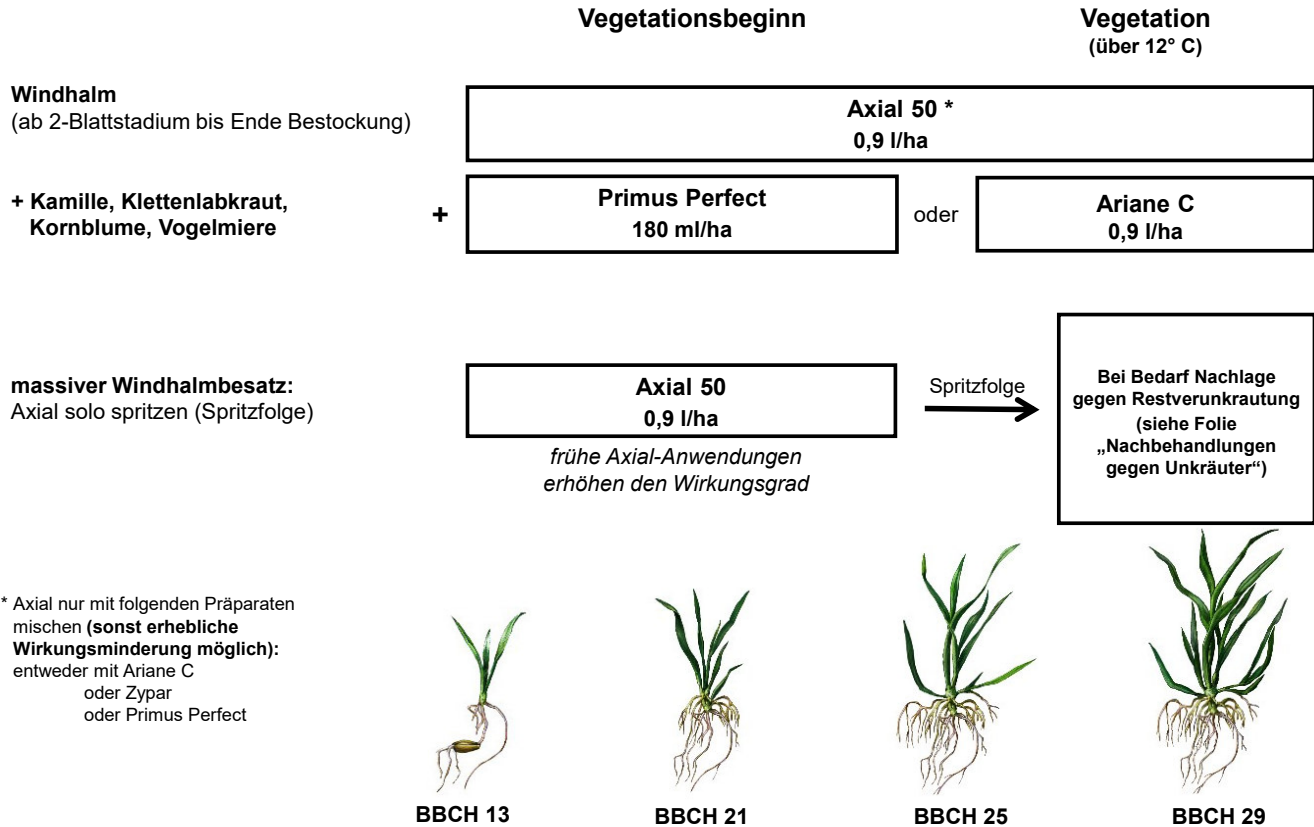 Vegetationsbeginn
Vegetation
(über 12° C)
Windhalm
(ab 2-Blattstadium bis Ende Bestockung)
Axial 50 *
0,9 l/ha
+ Kamille, Klettenlabkraut,
Kornblume, Vogelmiere
+
Primus Perfect
180 ml/ha
oder
Ariane C
0,9 l/ha
massiver Windhalmbesatz:
Axial solo spritzen (Spritzfolge)
Axial 50
0,9 l/ha
frühe Axial-Anwendungen
erhöhen den Wirkungsgrad
Spritzfolge
Bei Bedarf Nachlage
gegen Restverunkrautung
(siehe Folie
„Nachbehandlungen
gegen Unkräuter“)
* Axial nur mit folgenden Präparaten
mischen (sonst erhebliche
Wirkungsminderung möglich):
entweder mit Ariane C
oder Zypar
oder Primus Perfect
BBCH 13
BBCH 21
BBCH 25
BBCH 29